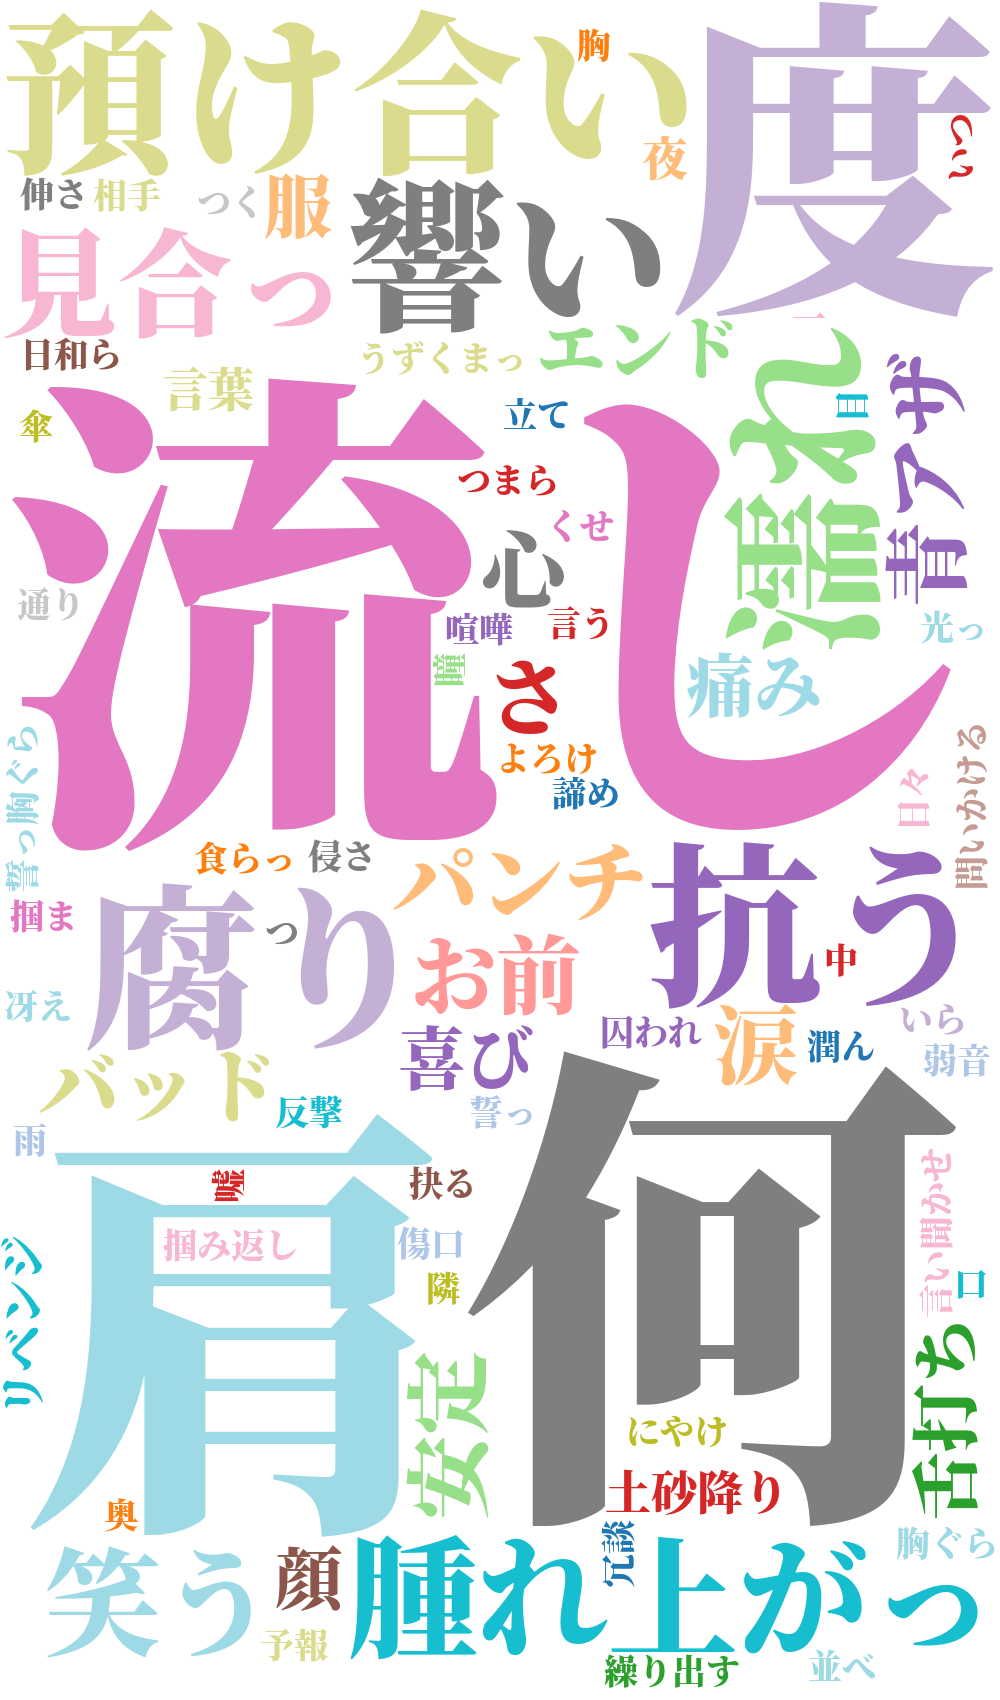 預け合い
度
胸
夜
つい
伸さ
相手
つく
服
響い
見合っ
日和ら
うずくまっ
エンド
濡れ
目
青アザ
言葉
傘
立て
流し
つまら
くせ
心
通り
喧嘩
言う
光っ
瞳
さ
痛み
よろけ
諦め
誓っ胸ぐら
日々
問いかける
食らっ
侵さ
パンチ
抗う
掴ま
腐り
つ
お前
中
冴え
喜び
囚われ
涙
潤ん
いら
弱音
バッド
反撃
誓っ
雨
肩
何
嘘
抉る
言い聞かせ
掴み返し
傷口
リベンジ
隣
口
安定
舌打ち
にやけ
土砂降り
奥
冗談
胸ぐら
笑う
顔
腫れ上がっ
予報
繰り出す
並べ